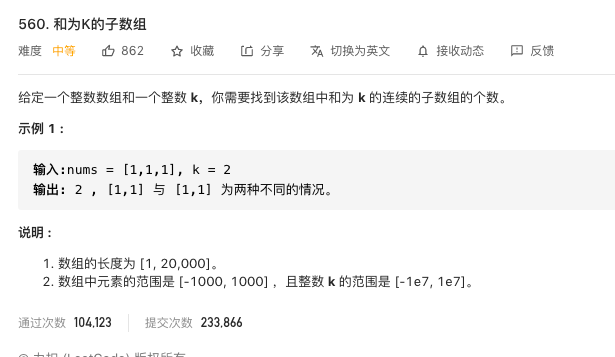 560. 和为K的子数组
难度 中等 862 收藏 分享 切换为英文 接收动态 反馈
给定一个整数数组和一个整数 k，你需要找到该数组中和为 k 的连续的子数组的个数。
示例 1 :
输入:nums = [1,1,1], k = 2
输出: 2 , [1,1] 与 [1,1] 为两种不同的情况。
说明 :
1. 数组的长度为 [1, 20,000]。
2. 数组中元素的范围是 [-1000, 1000] ，且整数 k 的范围是 [-1e7, 1e7]。
通过次数 104,123 提交次数 233,866
© 力扣 (LeetCode) 版权所有